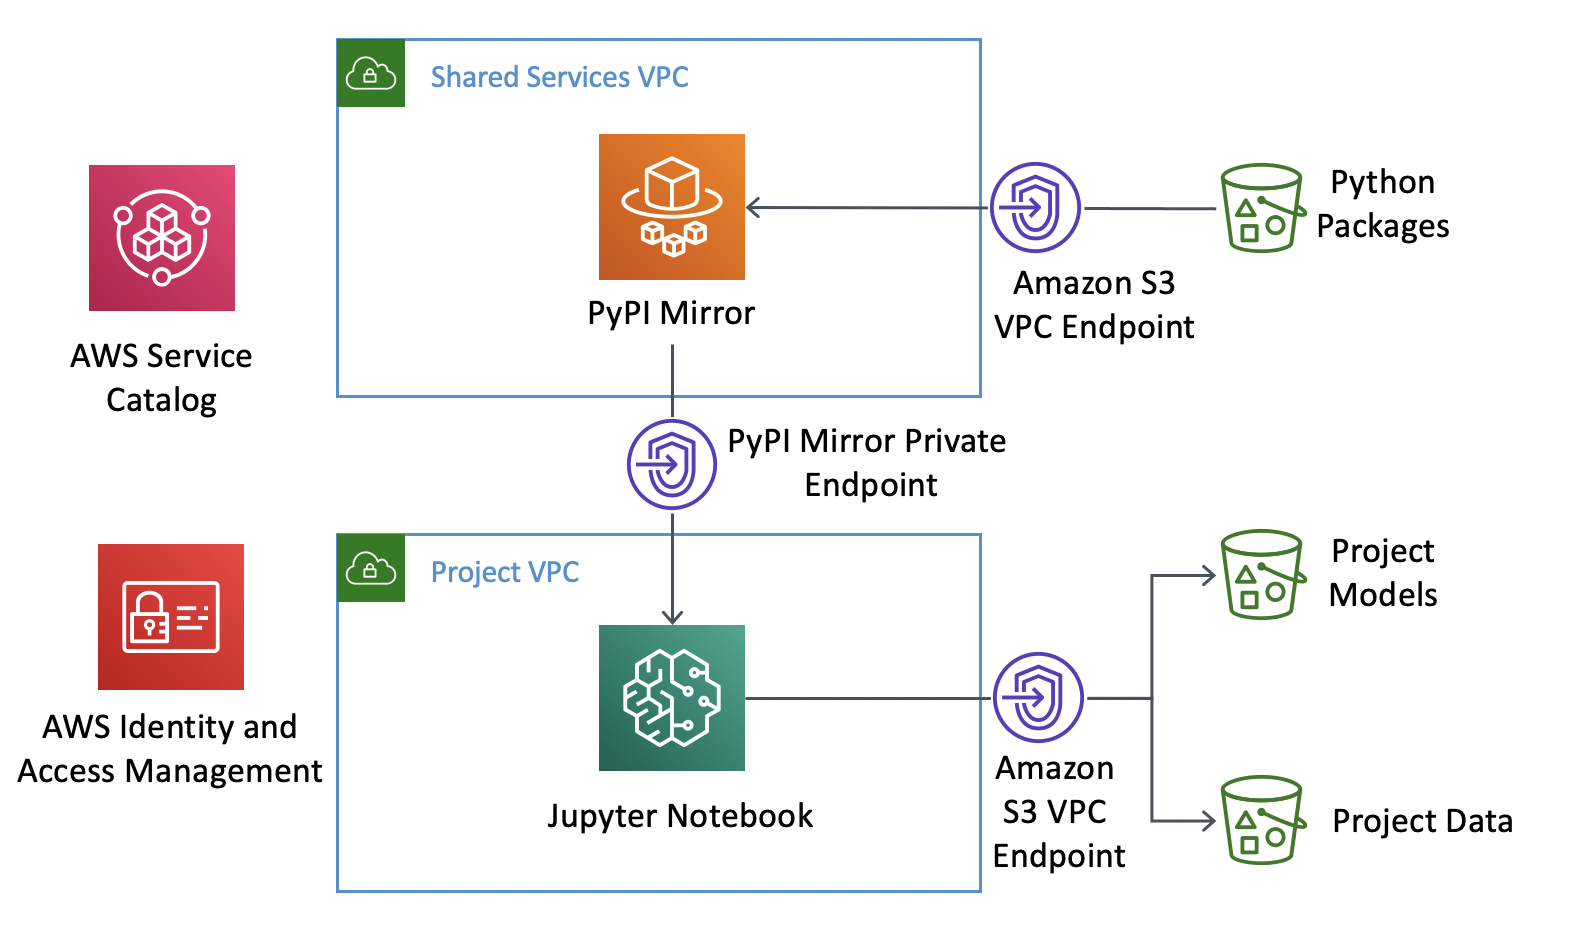 Shared Services VPC
Python
Packages
PyPI Mirror
Amazon S3
VPC Endpoint
AWS Service
Catalog
PyPI Mirror Private
Endpoint
Project VPC
Project
Models
AWS Identity and
Access Management
Jupyter Notebook
Amazon
S3 VPC
Endpoint
Project Data